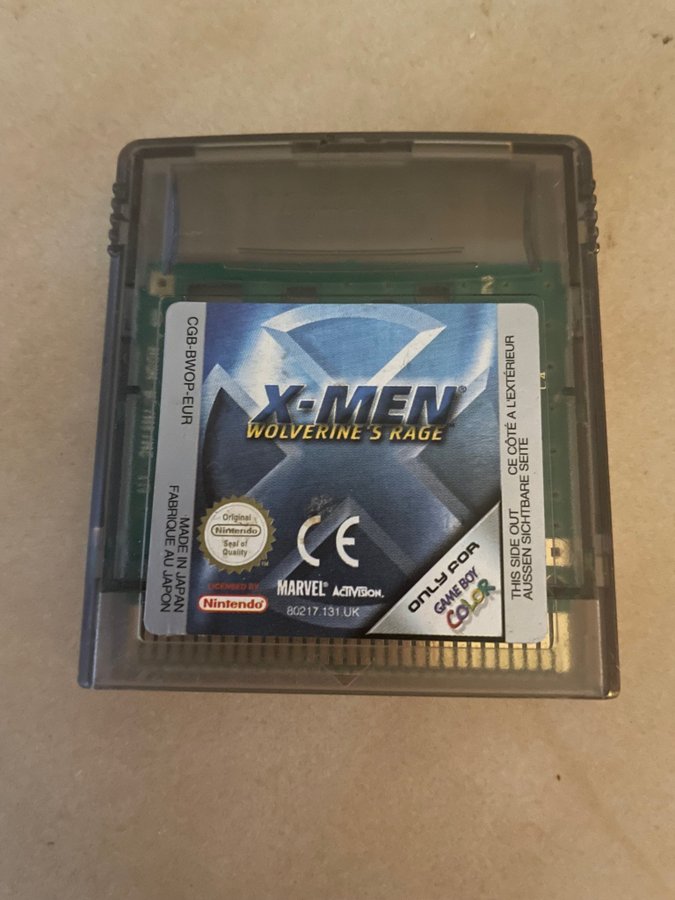 CGB-BWOP-EUR
MADE IN JAPAN
FABRIQUE AU JAPON
X-MEN®
WOLVERINE'S RAGE™
Original
Nintendo
Seal of
Quality
TM
CE
LICENSED BY
Nintendo
MARVEL® ACTIVISION.
80217.131.UK
ONLY FOR
GAME BOY
COLOR
THIS SIDE OUT CE CÔTÉ A L'EXTÉRIEUR
AUSSEN SICHTBARE SEITE